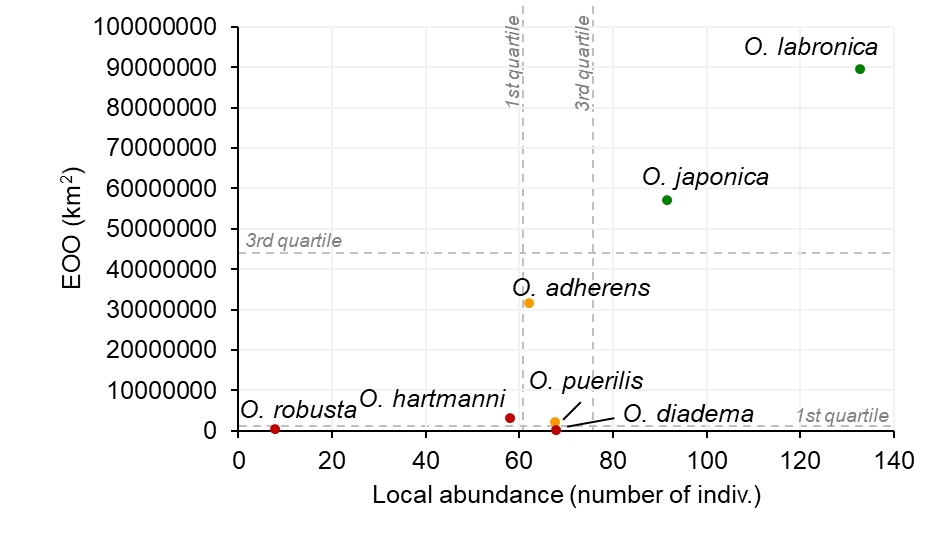 100000000
90000000
80000000
70000000
60000000
50000000
40000000
30000000
20000000
10000000
0
EOO (km²)
1st quartile
3rd quartile
O. labronica
O. japonica
3rd quartile
O. adherens
O. puerilis
O. hartmanni
O. robusta
O. diadema
1st quartile
0 20 40 60 80 100 120 140
Local abundance (number of indiv.)